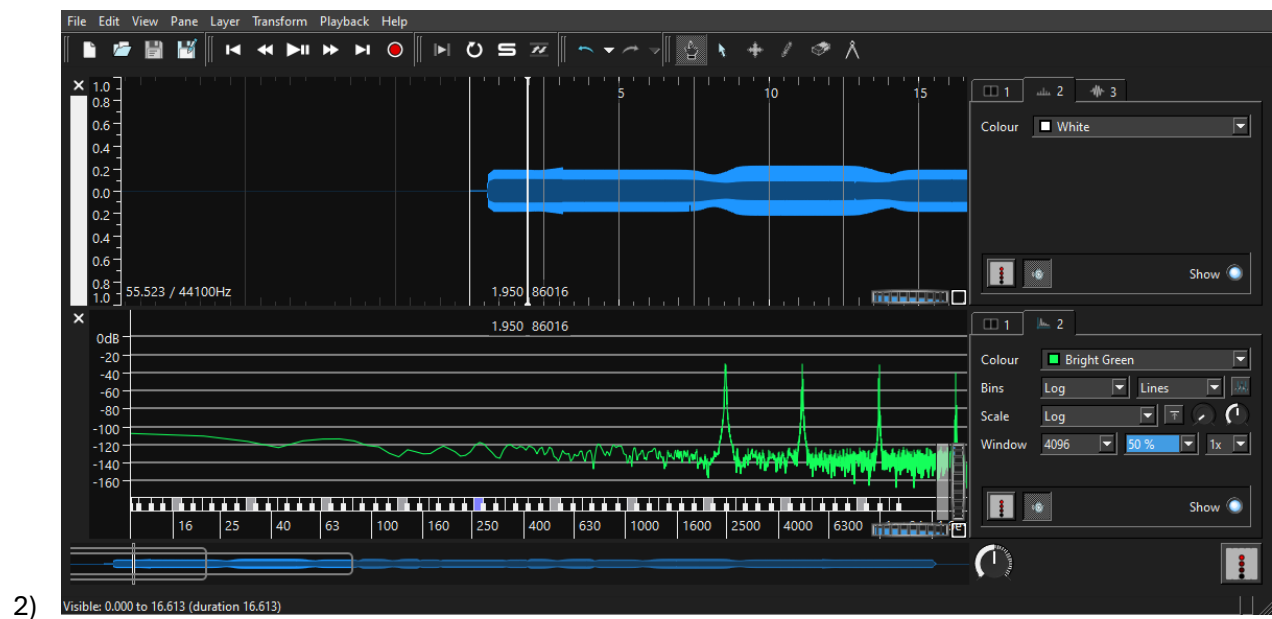 File Edit View Pane Layer Transform Playback Help
1.0
0.8
0.6
0.4
0.2
0.0
0.2
0.4
0.6
0.8
1.0
5 10 15
55.523 / 44100Hz
1.950 86016
1 2 3
Colour White
Show
1.950 86016
0dB
-20
-40
-60
-80
-100
-120
-140
-160
16 25 40 63 100 160 250 400 630 1000 1600 2500 4000 6300
1 2
Colour Bright Green
Bins Log Lines
Scale Log
Window 4096 50 % 1x
Show
2)
Visible: 0.000 to 16.613 (duration 16.613)